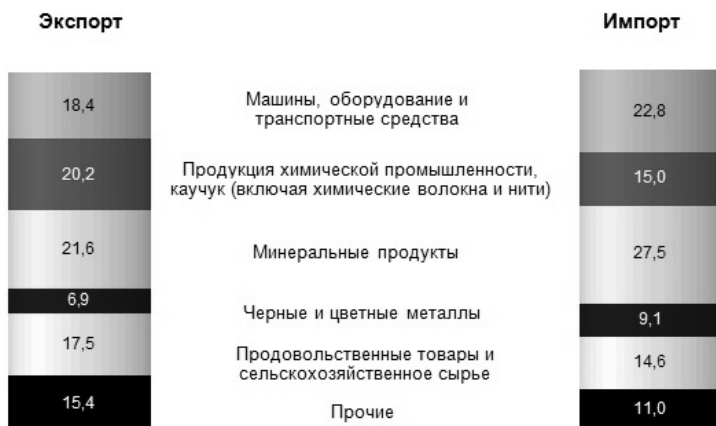 Экспорт
Импорт
18,4
Машины, оборудование и
транспортные средства
22,8
20,2
Продукция химической промышленности,
каучук (включая химические волокна и нити)
15,0
21,6
Минеральные продукты
27,5
6,9
Черные и цветные металлы
9,1
17,5
Продовольственные товары и
сельскохозяйственное сырье
14,6
15,4
Прочие
11,0